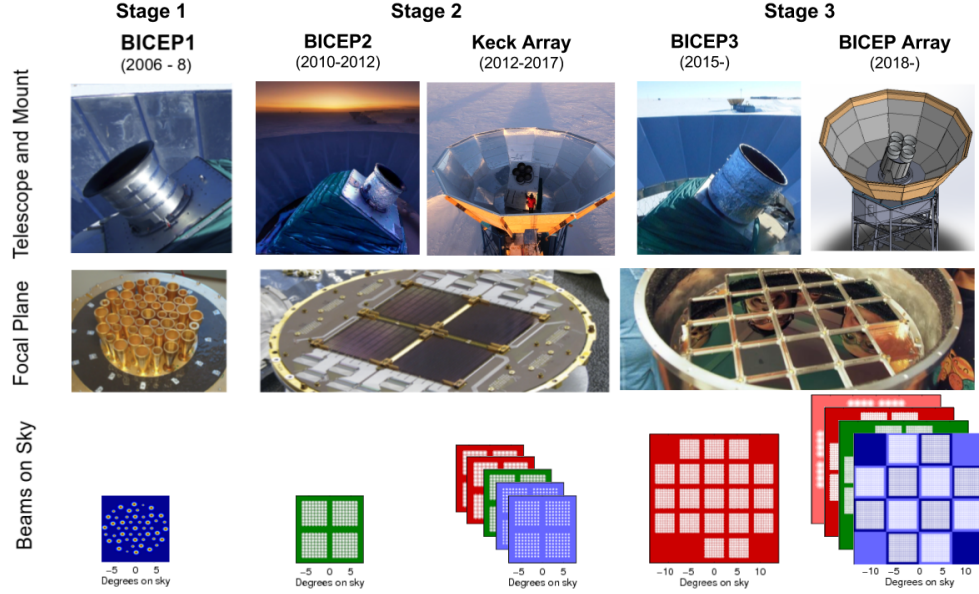 Stage 1
Stage 2
Stage 3
BICEP1
(2006 - 8)
BICEP2
(2010-2012)
Keck Array
(2012-2017)
BICEP3
(2015-)
BICEP Array
(2018-)
Telescope and Mount
Focal Plane
Beams on Sky
−5 0 5
Degrees on sky
−5 0 5
Degrees on sky
−5 0 5
Degrees on sky
−10 −5 0 5 10
Degrees on sky
−10 −5 0 5 10
Degrees on sky